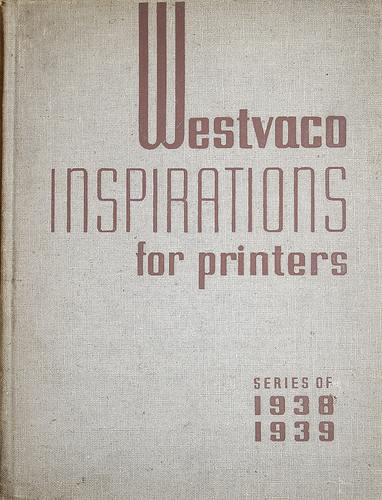 Westvaco
INSPIRATIONS
for printers
SERIES OF
1938
1939